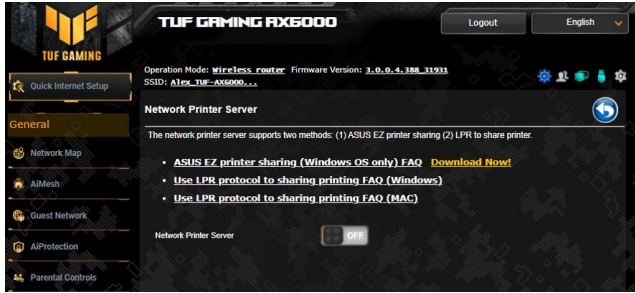 TUF GAMING AX6000
Logout
English
TUF GAMING
Operation Mode: Wireless router Firmware Version: 3.0.0.4.388_31931
SSID: Alex_TUF-AX6000...
Quick Internet Setup
General
Network Map
AiMesh
Guest Network
AiProtection
Parental Controls
Network Printer Server
The network printer server supports two methods: (1) ASUS EZ printer sharing (2) LPR to share printer.
ASUS EZ printer sharing (Windows OS only) FAQ Download Now!
Use LPR protocol to sharing printing FAQ (Windows)
Use LPR protocol to sharing printing FAQ (MAC)
Network Printer Server OFF